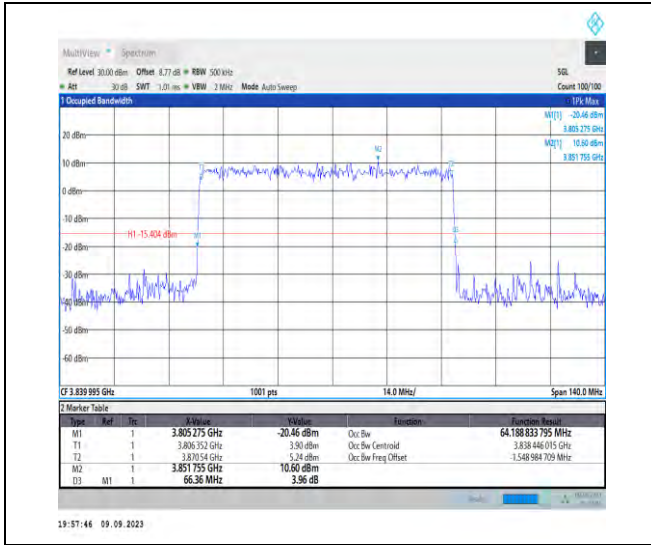 MultiView Spectrum
Ref Level 30.00 dBm Offset 8.77 dB RBW 500 kHz SGL
Att 30 dB SWT 1.01 ms VBW 2 MHz Mode Auto Sweep Count 100/100
1 Occupied Bandwidth 1Pk Max
M1[1] -20.46 dBm
3.805 275 GHz
M2[1] 10.60 dBm
3.851 755 GHz
20 dBm
M2
10 dBm
0 dBm
-10 dBm
H1 -15.404 dBm
M1
-20 dBm
-30 dBm
-40 dBm
-50 dBm
-60 dBm
CF 3.839 995 GHz 1001 pts 14.0 MHz/ Span 140.0 MHz
2 Marker Table
Type Ref Trc X-Value Y-Value Function Function Result
M1 1 3.805 275 GHz -20.46 dBm Occ Bw 64.188 833 795 MHz
T1 1 3.806 352 GHz 3.90 dBm Occ Bw Centroid 3.838 446 015 GHz
T2 1 3.870 54 GHz 5.24 dBm Occ Bw Freq Offset -1.548 984 709 MHz
M2 1 3.851 755 GHz 10.60 dBm
D3 M1 1 66.36 MHz 3.96 dB
19:57:46 09.09.2023